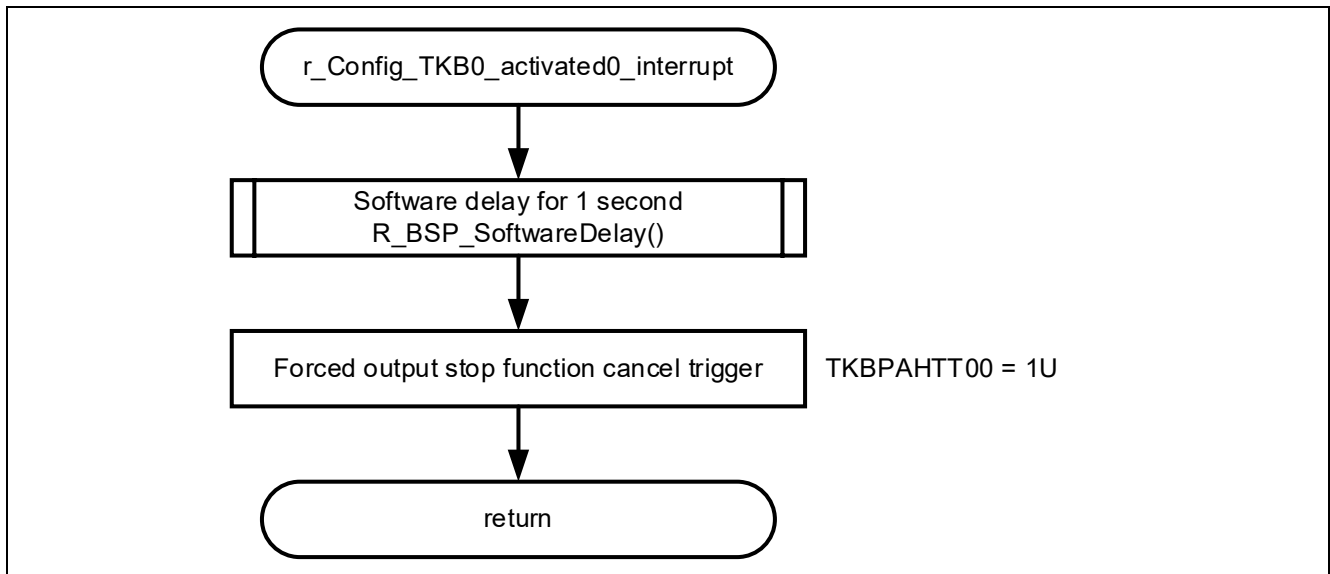 r_Config_TKB0_activated0_interrupt
Software delay for 1 second
R_BSP_SoftwareDelay()
Forced output stop function cancel trigger
TKBPAHTT00 = 1U
return